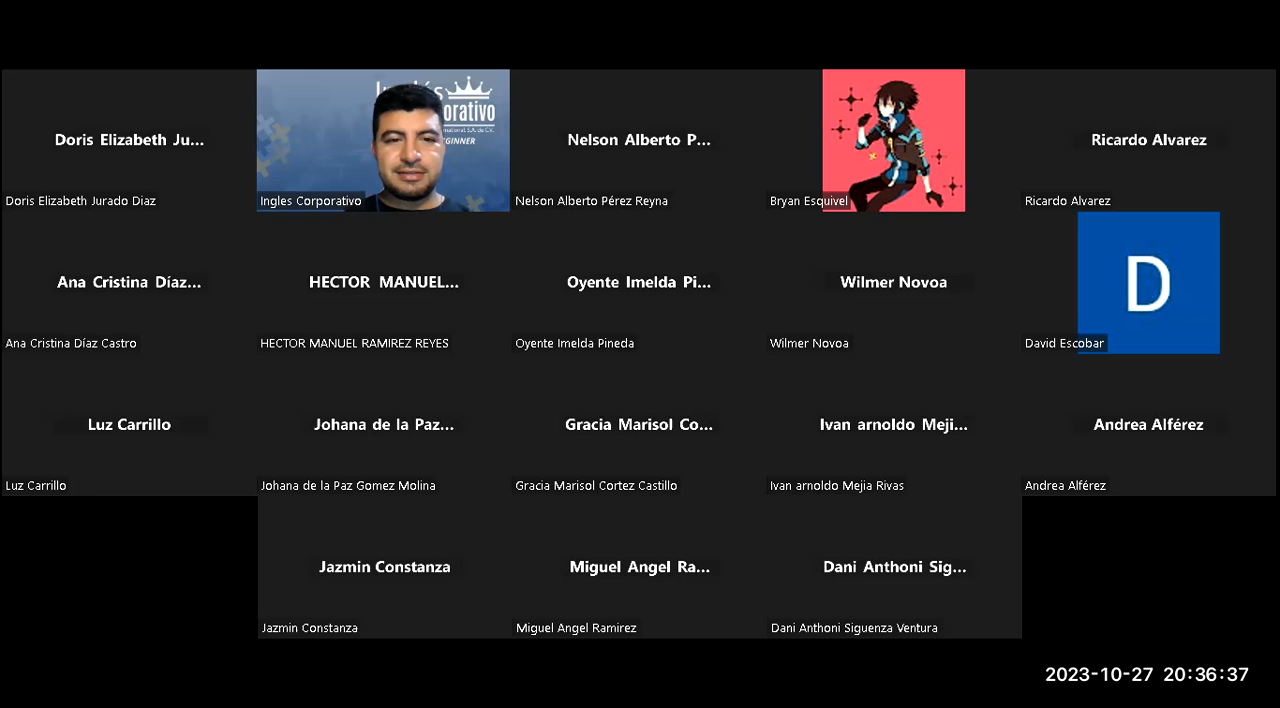 Doris Elizabeth Ju...
Doris Elizabeth Jurado Diaz
orativo
GINNER
Ingles Corporativo
Nelson Alberto P...
Nelson Alberto Pérez Reyna
Bryan Esquivel
Ricardo Alvarez
Ricardo Alvarez
Ana Cristina Díaz...
Ana Cristina Díaz Castro
HECTOR MANUEL...
HECTOR MANUEL RAMIREZ REYES
Oyente Imelda Pi...
Oyente Imelda Pineda
Wilmer Novoa
Wilmer Novoa
D
David Escobar
Luz Carrillo
Luz Carrillo
Johana de la Paz...
Johana de la Paz Gomez Molina
Gracia Marisol Co...
Gracia Marisol Cortez Castillo
Ivan arnoldo Meji...
Ivan arnoldo Mejia Rivas
Andrea Alférez
Andrea Alférez
Jazmin Constanza
Jazmin Constanza
Miguel Angel Ra...
Miguel Angel Ramirez
Dani Anthoni Sig...
Dani Anthoni Siguenza Ventura
2023-10-27 20:36:37